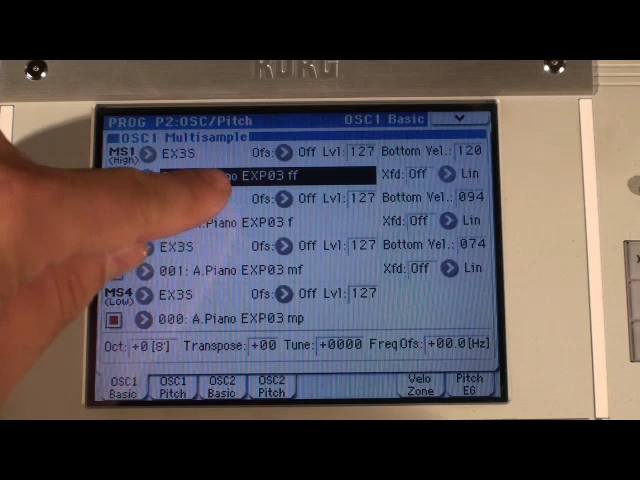 KORG
PROG P2:OSC/Pitch OSC1 Basic
OSC1 Multisample
MS1 (High) EX3S Ofs: Off Lvl: 127 Bottom Vel.: 120
Piano EXP03 ff Xfd: Off Lin
Ofs: Off Lvl: 127 Bottom Vel.: 094
A.Piano EXP03 f Xfd: Off Lin
EX3S Ofs: Off Lvl: 127 Bottom Vel.: 074
001: A.Piano EXP03 mf Xfd: Off Lin
MS4 (Low) EX3S Ofs: Off Lvl: 127
000: A.Piano EXP03 mp
Oct: +0[8'] Transpose: +00 Tune: +0000 Freq Ofs: +00.0[Hz]
OSC1 Basic OSC1 Pitch OSC2 Basic OSC2 Pitch Velo Zone Pitch EG